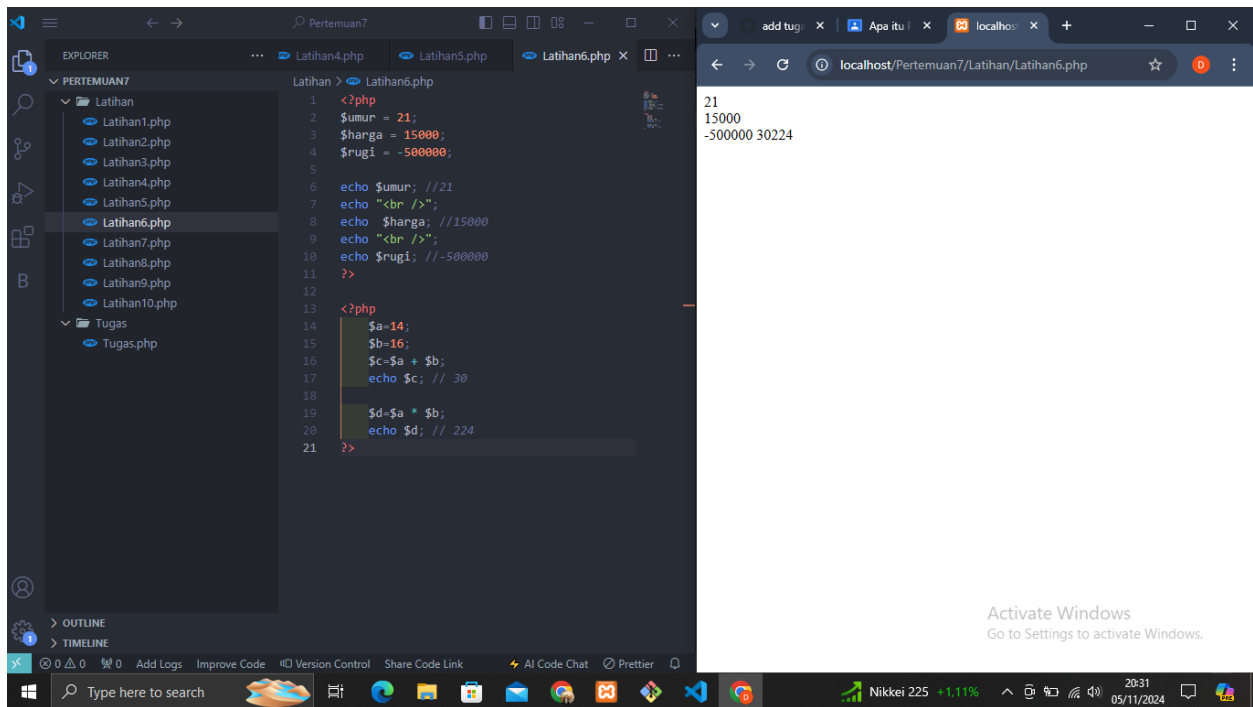 Pertemuan7
EXPLORER
Latihan4.php
Latihan5.php
Latihan6.php
PERTEMUAN7
Latihan
Latihan1.php
Latihan2.php
Latihan3.php
Latihan4.php
Latihan5.php
Latihan6.php
Latihan7.php
Latihan8.php
Latihan9.php
Latihan10.php
Tugas
Tugas.php
OUTLINE
TIMELINE
Latihan > Latihan6.php
1 <?php
2 $umur = 21;
3 $harga = 15000;
4 $rugi = -500000;
5
6 echo $umur; //21
7 echo "<br />";
8 echo  $harga; //15000
9 echo "<br />";
10 echo $rugi; //-500000
11 ?>
12
13 <?php
14 $a=14;
15 $b=16;
16 $c=$a + $b;
17 echo $c; // 30
18
19 $d=$a * $b;
20 echo $d; // 224
21 ?>
0 0 0 Add Logs Improve Code Version Control Share Code Link AI Code Chat Prettier
add tuga
Apa itu
localhos
localhost/Pertemuan7/Latihan/Latihan6.php
D
21
15000
-500000 30224
Activate Windows
Go to Settings to activate Windows.
Type here to search
Nikkei 225 +1,11%
20:31
05/11/2024